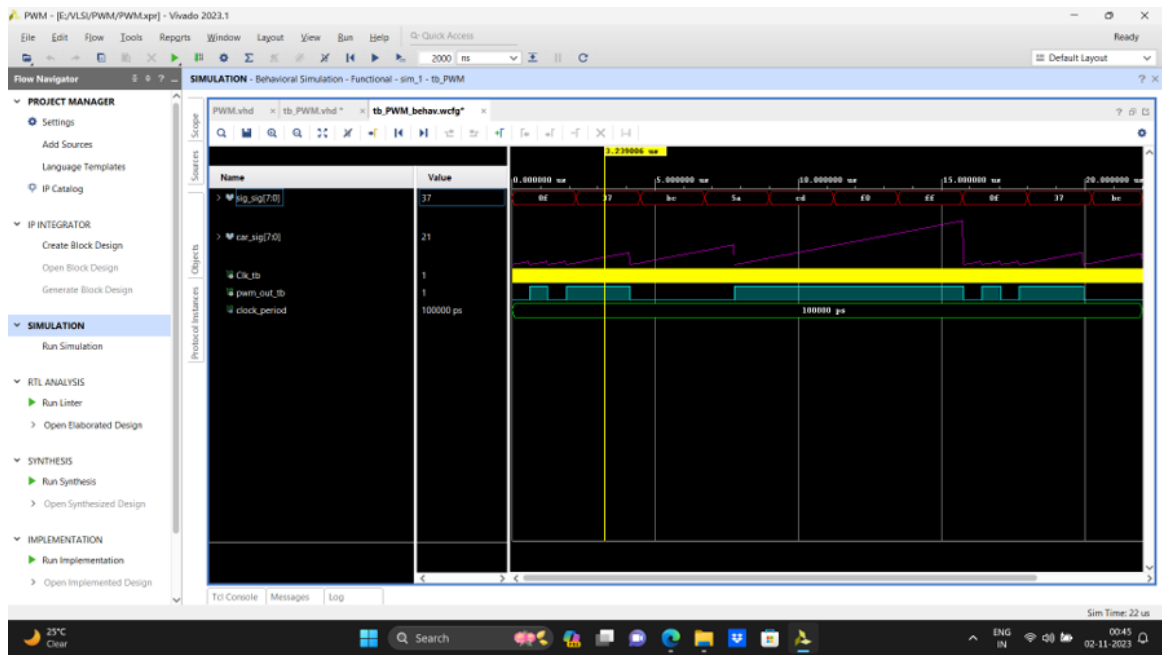 PWM - [E:/VLSI/PWM/PWM.xpr] - Vivado 2023.1
File Edit Flow Tools Reports Window Layout View Run Help Q- Quick Access Ready
2000 ns Default Layout
Flow Navigator ? SIMULATION - Behavioral Simulation - Functional - sim_1 - tb_PWM ? ×
PROJECT MANAGER
Settings
Add Sources
Language Templates
IP Catalog
IP INTEGRATOR
Create Block Design
Open Block Design
Generate Block Design
SIMULATION
Run Simulation
RTL ANALYSIS
Run Linter
Open Elaborated Design
SYNTHESIS
Run Synthesis
Open Synthesized Design
IMPLEMENTATION
Run Implementation
Open Implemented Design
Scope
Sources
Objects
Protocol Instances
PWM.vhd × tb_PWM.vhd * × tb_PWM_behav.wcfg* ×
3.239006 us
Name Value 0.000000 us 5.000000 us 10.000000 us 15.000000 us 20.000000 us
sig_sig[7:0] 37 0f 37 bc 5a cd f0 ff 0f 37 bc
car_sig[7:0] 21
Clk_tb 1
pwm_out_tb 1
clock_period 100000 ps 100000 ps
Tcl Console Messages Log
Sim Time: 22 us
25°C
Clear
Search
ENG
IN
00:45
02-11-2023